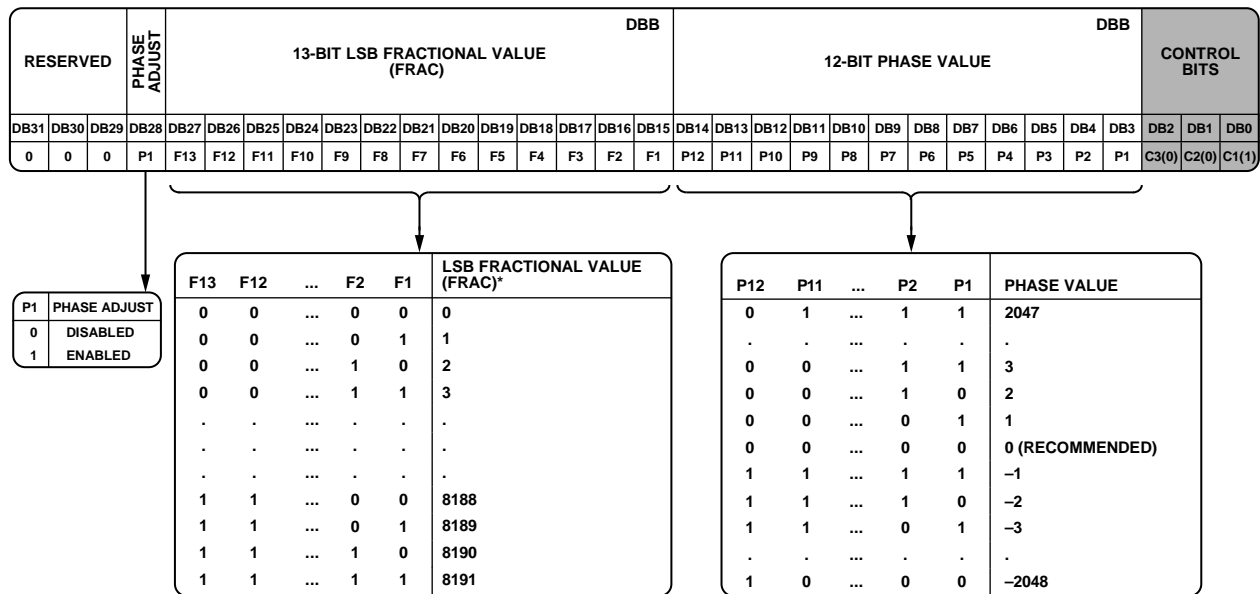 RESERVED
PHASE
ADJUST
DBB
13-BIT LSB FRACTIONAL VALUE
(FRAC)
DBB
12-BIT PHASE VALUE
CONTROL
BITS
DB31 DB30 DB29 DB28 DB27 DB26 DB25 DB24 DB23 DB22 DB21 DB20 DB19 DB18 DB17 DB16 DB15 DB14 DB13 DB12 DB11 DB10 DB9 DB8 DB7 DB6 DB5 DB4 DB3 DB2 DB1 DB0
0 0 0 P1 F13 F12 F11 F10 F9 F8 F7 F6 F5 F4 F3 F2 F1 P12 P11 P10 P9 P8 P7 P6 P5 P4 P3 P2 P1 C3(0) C2(0) C1(1)
P1 PHASE ADJUST
0 DISABLED
1 ENABLED
F13 F12 ... F2 F1 LSB FRACTIONAL VALUE
(FRAC)*
0 0 ... 0 0 0
0 0 ... 0 1 1
0 0 ... 1 0 2
0 0 ... 1 1 3
. . ... . . .
. . ... . . .
. . ... . . .
1 1 ... 0 0 8188
1 1 ... 0 1 8189
1 1 ... 1 0 8190
1 1 ... 1 1 8191
P12 P11 ... P2 P1 PHASE VALUE
0 1 ... 1 1 2047
. . ... . . .
0 0 ... 1 1 3
0 0 ... 1 0 2
0 0 ... 0 1 1
0 0 ... 0 0 0 (RECOMMENDED)
1 1 ... 1 1 –1
1 1 ... 1 0 –2
1 1 ... 0 1 –3
. . ... . . .
1 0 ... 0 0 –2048